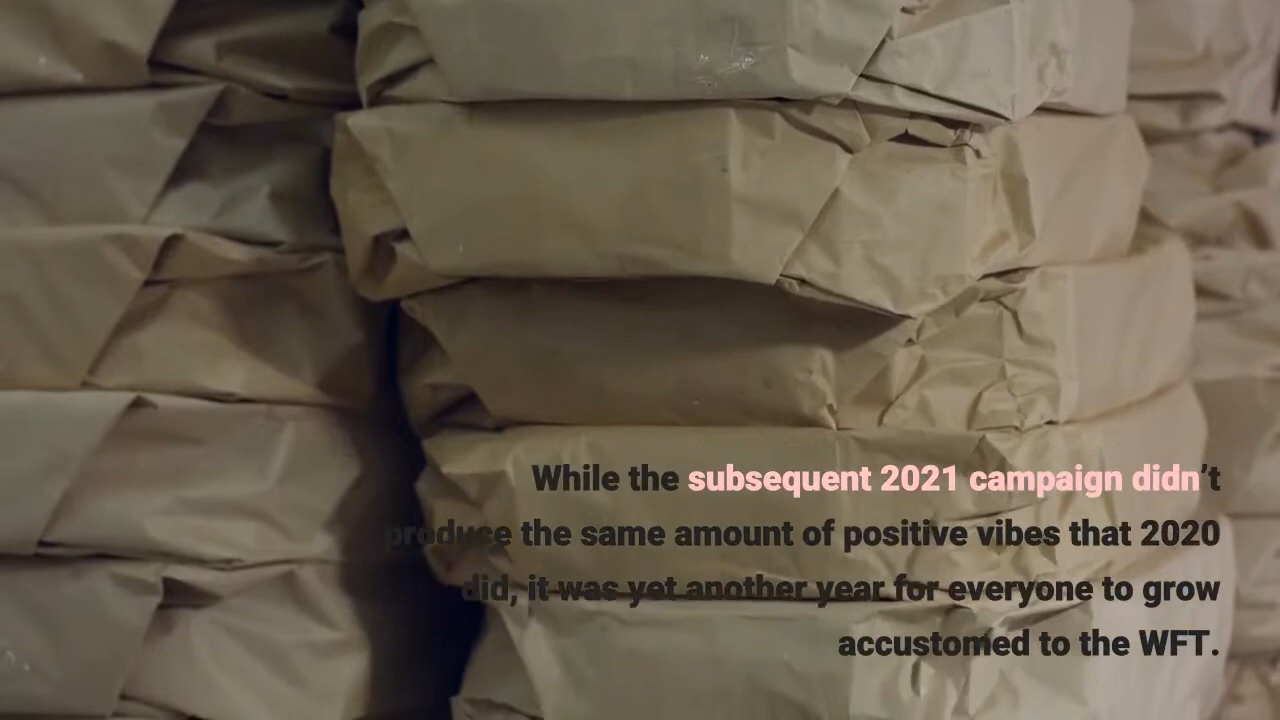 While the subsequent 2021 campaign didn’t
produce the same amount of positive vibes that 2020
did, it was yet another year for everyone to grow
accustomed to the WFT.